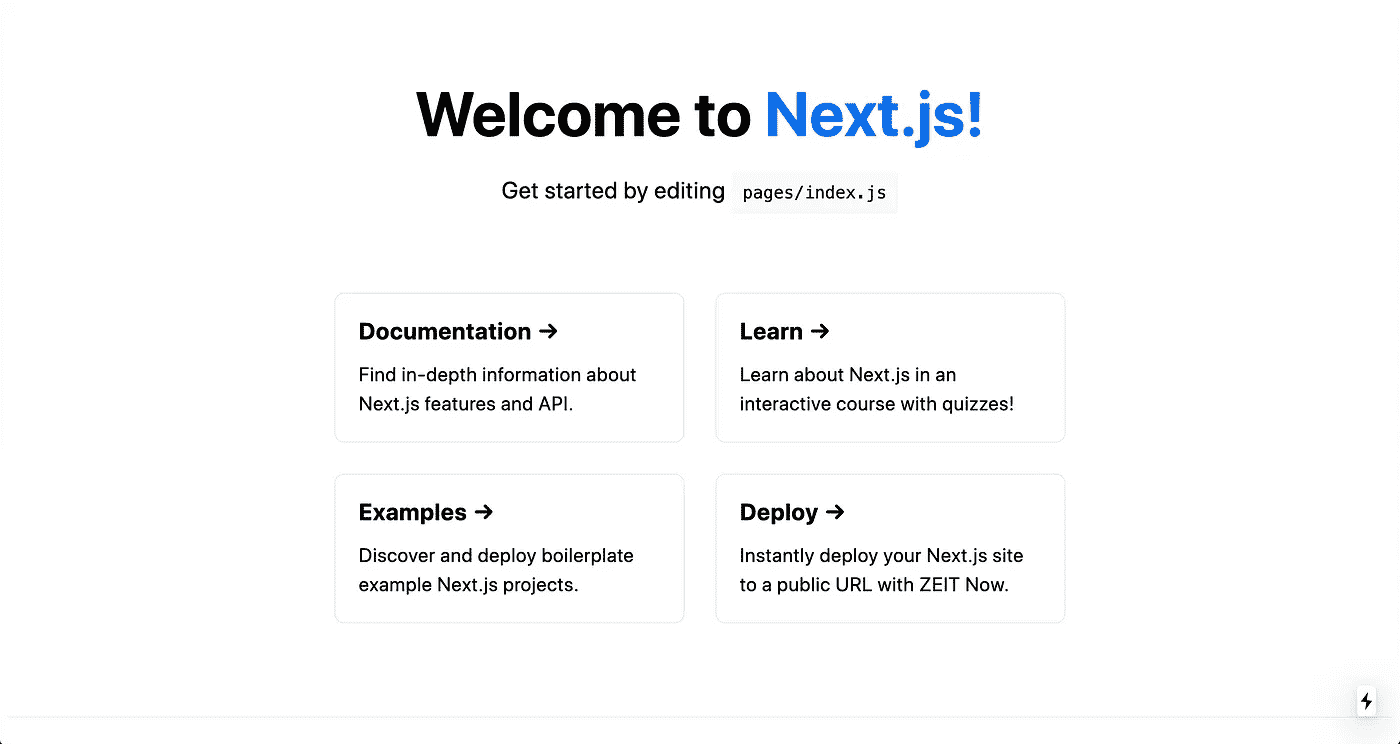 Welcome to Next.js!
Get started by editing pages/index.js
Documentation →
Find in-depth information about
Next.js features and API.
Learn →
Learn about Next.js in an
interactive course with quizzes!
Examples →
Discover and deploy boilerplate
example Next.js projects.
Deploy →
Instantly deploy your Next.js site
to a public URL with ZEIT Now.